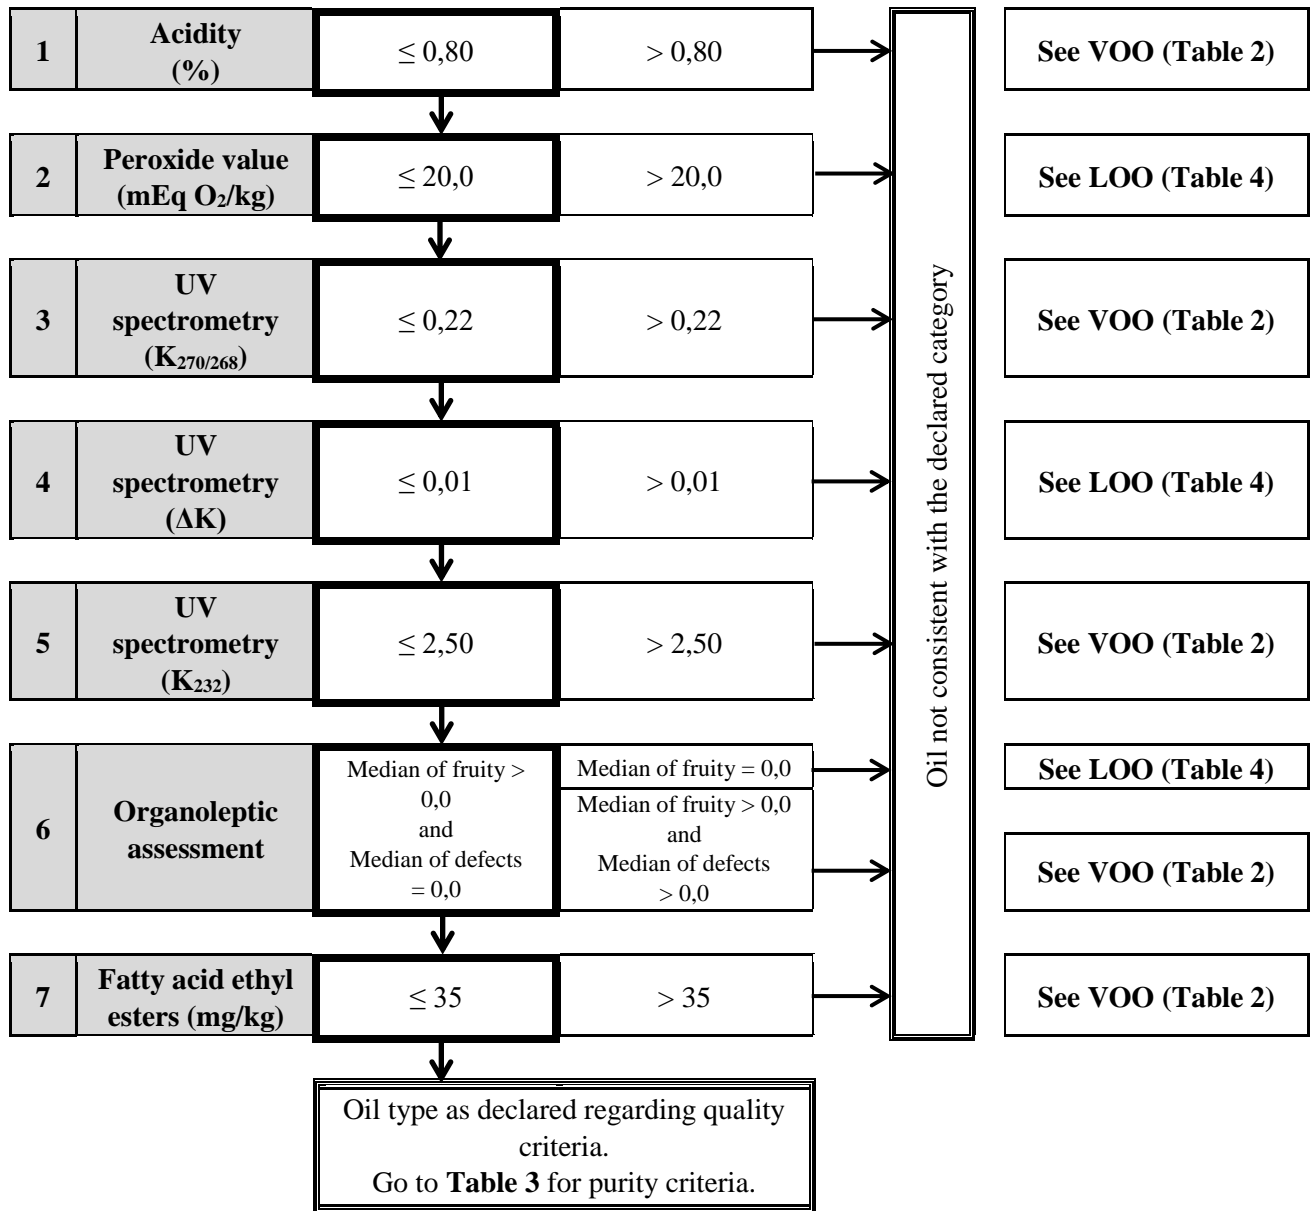 1
Acidity
(%)
≤ 0,80
> 0,80
See VOO (Table 2)
2
Peroxide value
(mEq O₂/kg)
≤ 20,0
> 20,0
See LOO (Table 4)
3
UV
spectrometry
(K₂₇₀/₂₆₈)
≤ 0,22
> 0,22
See VOO (Table 2)
4
UV
spectrometry
(ΔK)
≤ 0,01
> 0,01
See LOO (Table 4)
5
UV
spectrometry
(K₂₃₂)
≤ 2,50
> 2,50
See VOO (Table 2)
6
Organoleptic
assessment
Median of fruity >
0,0
and
Median of defects
= 0,0
Median of fruity = 0,0
See LOO (Table 4)
Median of fruity > 0,0
and
Median of defects
> 0,0
See VOO (Table 2)
7
Fatty acid ethyl
esters (mg/kg)
≤ 35
> 35
See VOO (Table 2)
Oil not consistent with the declared category
Oil type as declared regarding quality
criteria.
Go to Table 3 for purity criteria.